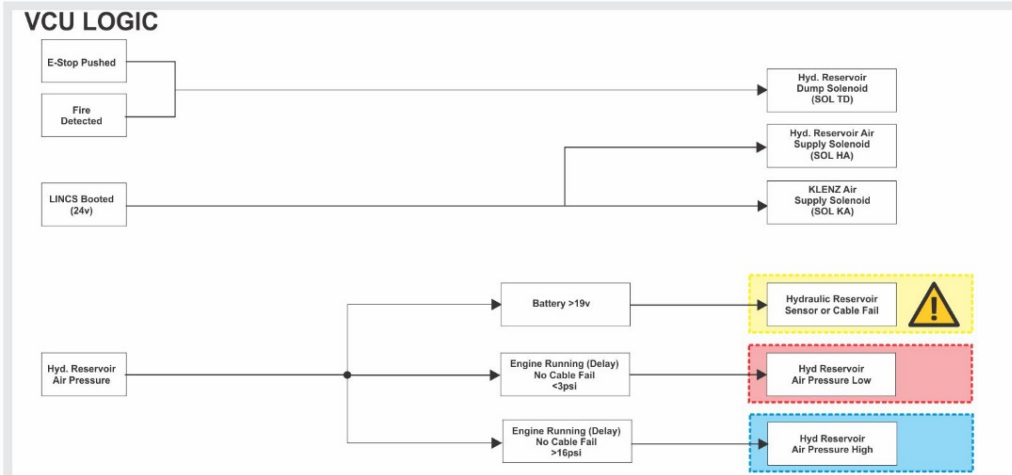 VCU LOGIC
E-Stop Pushed
Fire
Detected
Hyd. Reservoir
Dump Solenoid
(SOL TD)
Hyd. Reservoir Air
Supply Solenoid
(SOL HA)
LINCS Booted
(24v)
KLENZ Air
Supply Solenoid
(SOL KA)
Battery >19v
Hydraulic Reservoir
Sensor or Cable Fail
Hyd. Reservoir
Air Pressure
Engine Running (Delay)
No Cable Fail
<3psi
Hyd Reservoir
Air Pressure Low
Engine Running (Delay)
No Cable Fail
>16psi
Hyd Reservoir
Air Pressure High